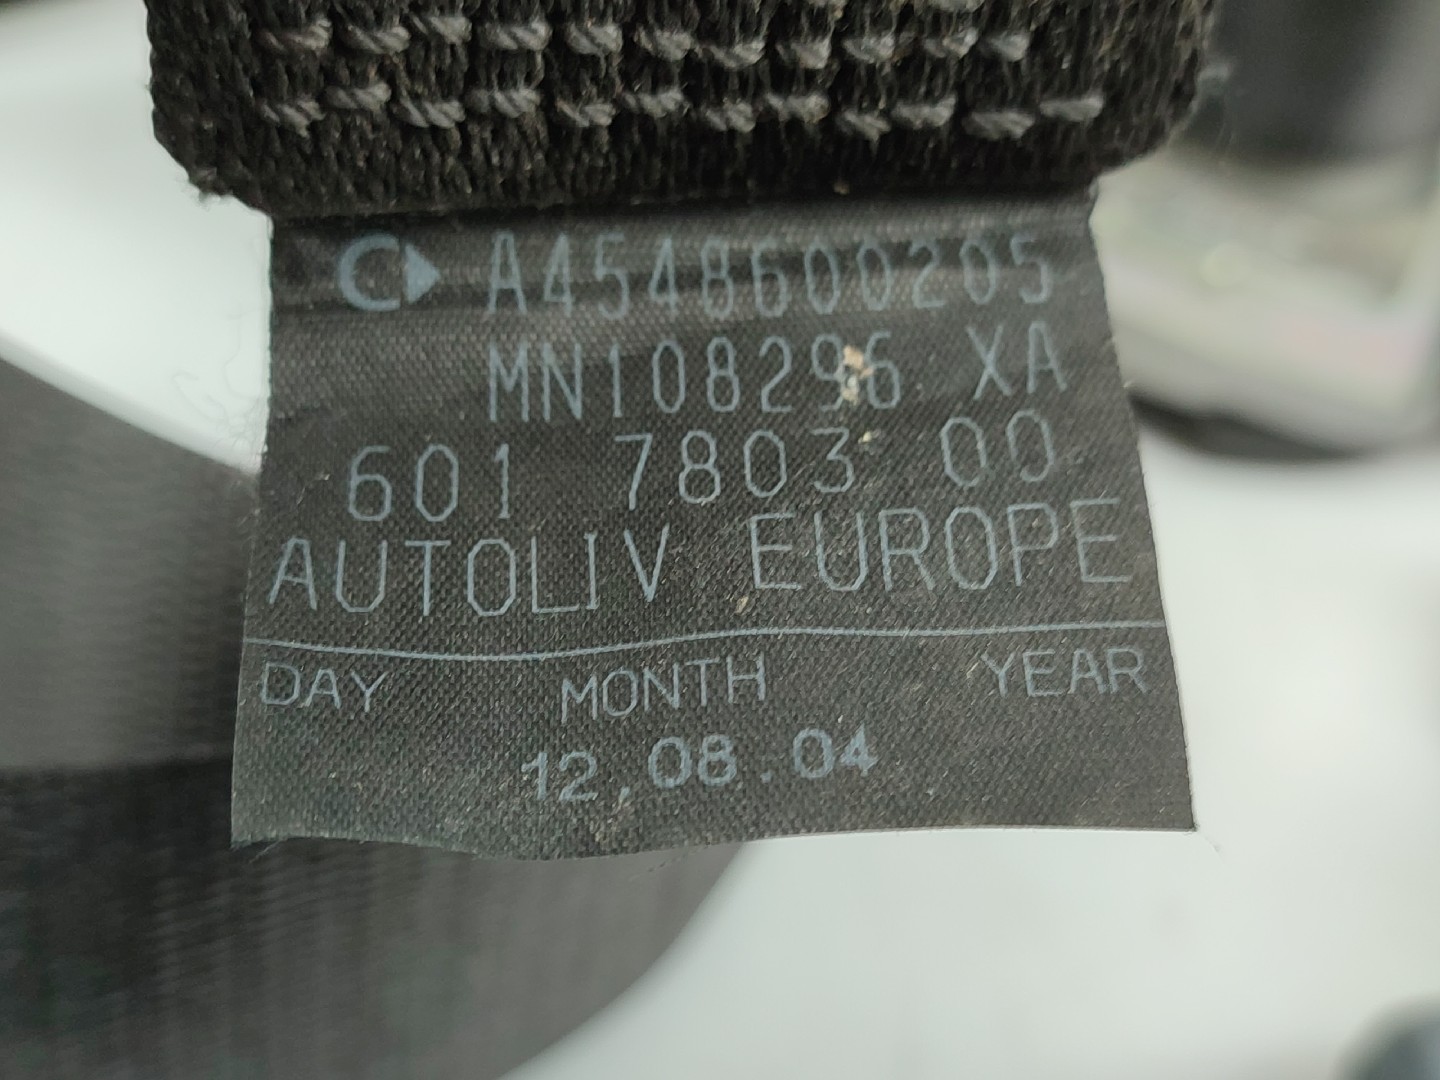 A4548600205
MN108296 XA
601 7803 00
AUTOLIV EUROPE
DAY MONTH YEAR
12.08.04